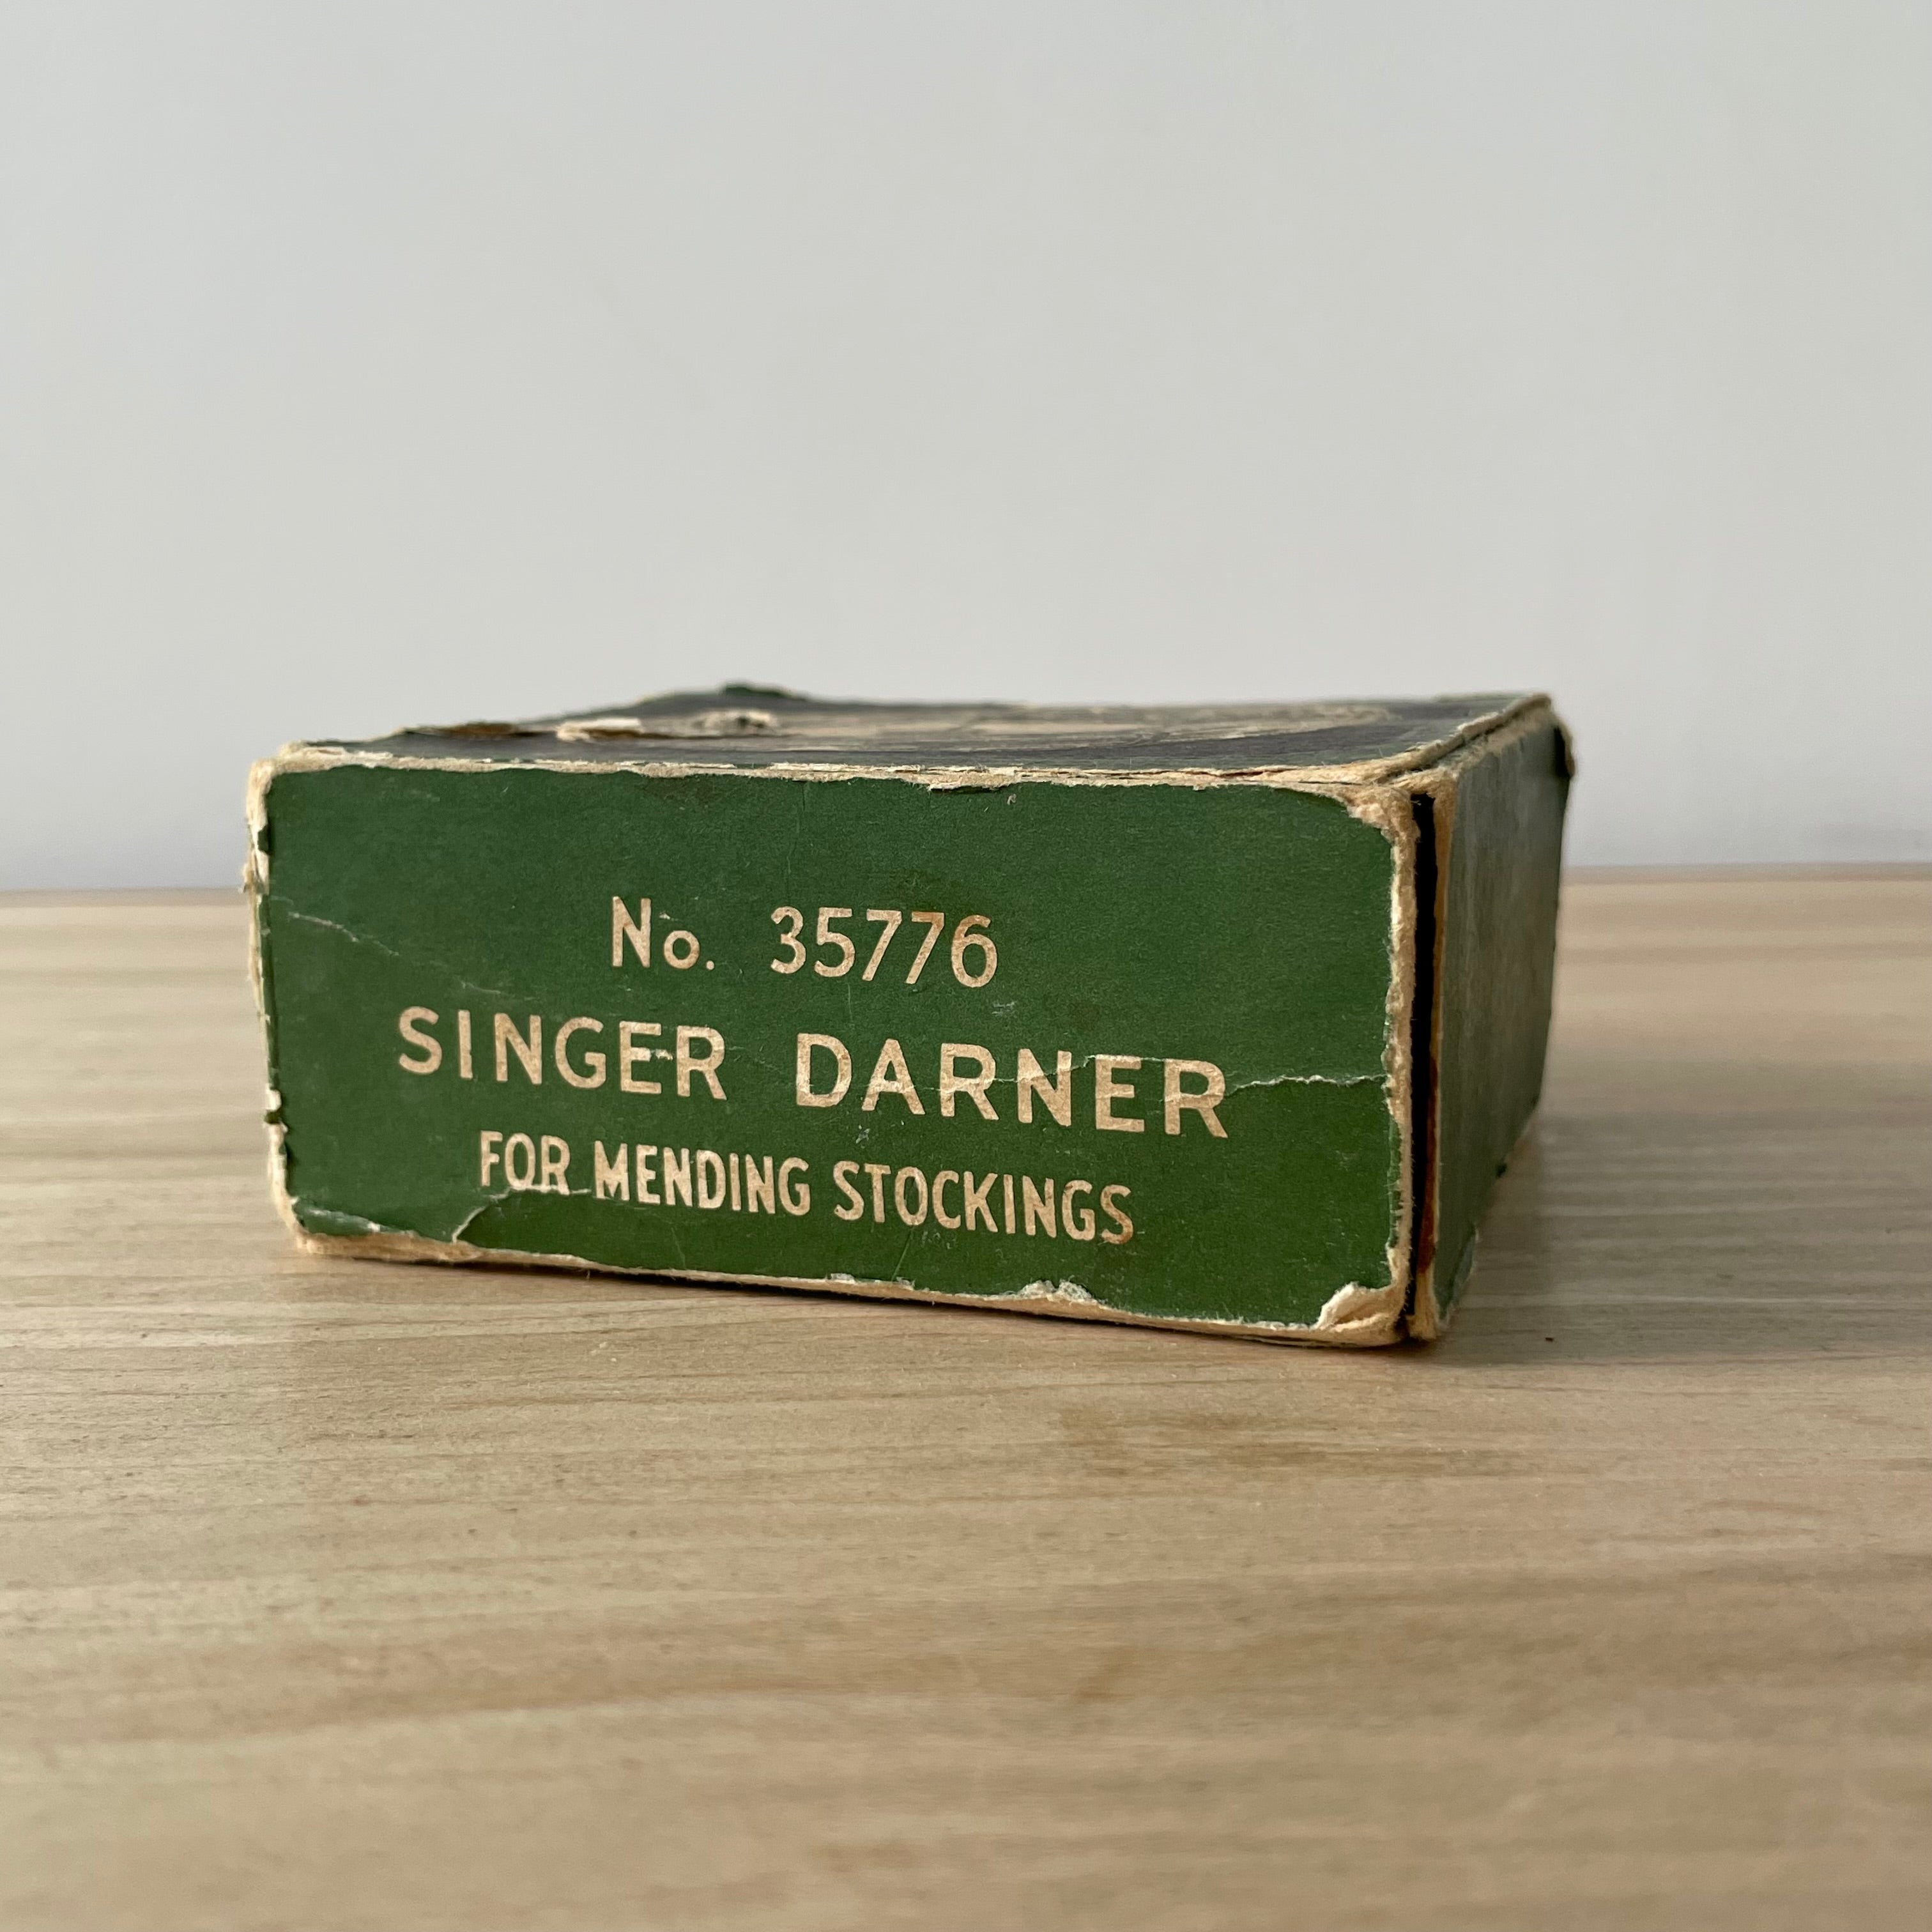 No. 35776
SINGER DARNER
FOR MENDING STOCKINGS